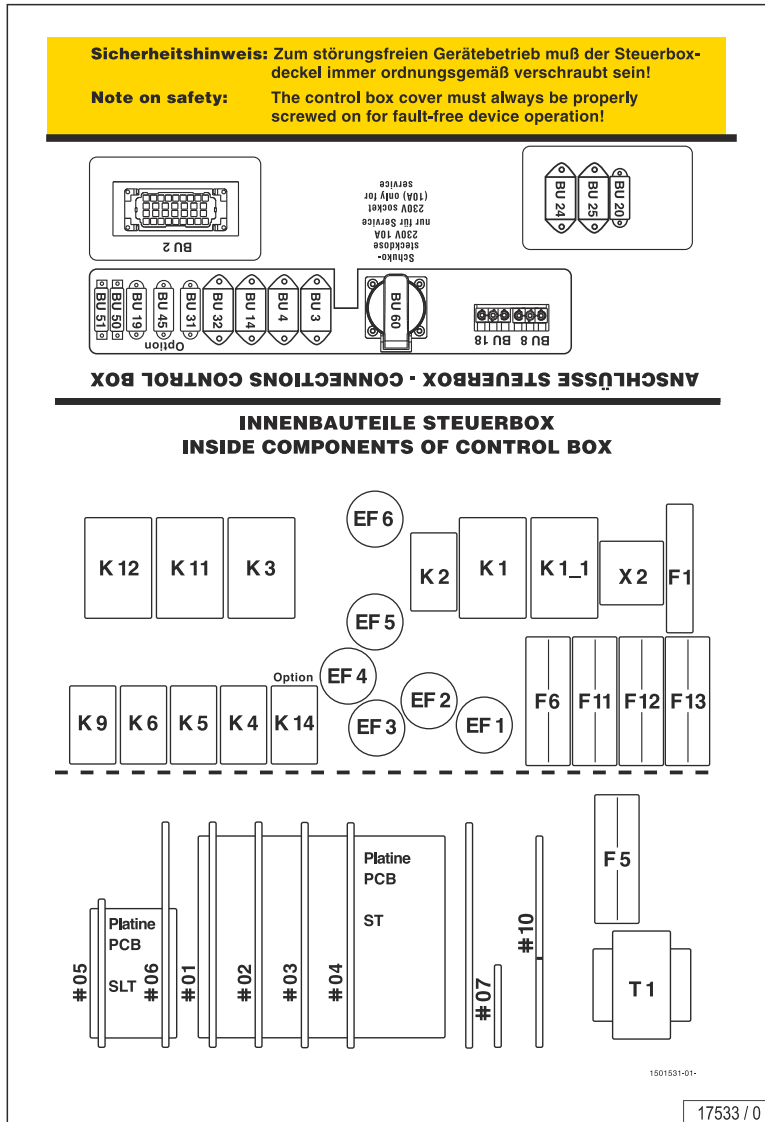 Sicherheitshinweis: Zum störungsfreien Gerätebetrieb muß der Steuerbox-
deckel immer ordnungsgemäß verschraubt sein!
Note on safety: The control box cover must always be properly
screwed on for fault-free device operation!
BU 2
Schuko-
steckdose
230V 10A
nur für Service
230V socket
(10A) only for
service
BU 24
BU 25
BU 20
BU 51
BU 50
BU 19
BU 45
BU 31
BU 32
BU 14
BU 4
BU 3
BU 60
BU 18
BU 8
Option
ANSCHLÜSSE STEUERBOX · CONNECTIONS CONTROL BOX
INNENBAUTEILE STEUERBOX
INSIDE COMPONENTS OF CONTROL BOX
K 12
K 11
K 3
EF 6
K 2
K 1
K 1_1
X 2
F 1
EF 5
EF 4
EF 3
EF 2
EF 1
Option
K 9
K 6
K 5
K 4
K 14
F6
F11
F12
F13
F 5
Platine
PCB
SLT
Platine
PCB
ST
#05
#06
#01
#02
#03
#04
#07
#10
T 1
1501531-01-
17533 / 0